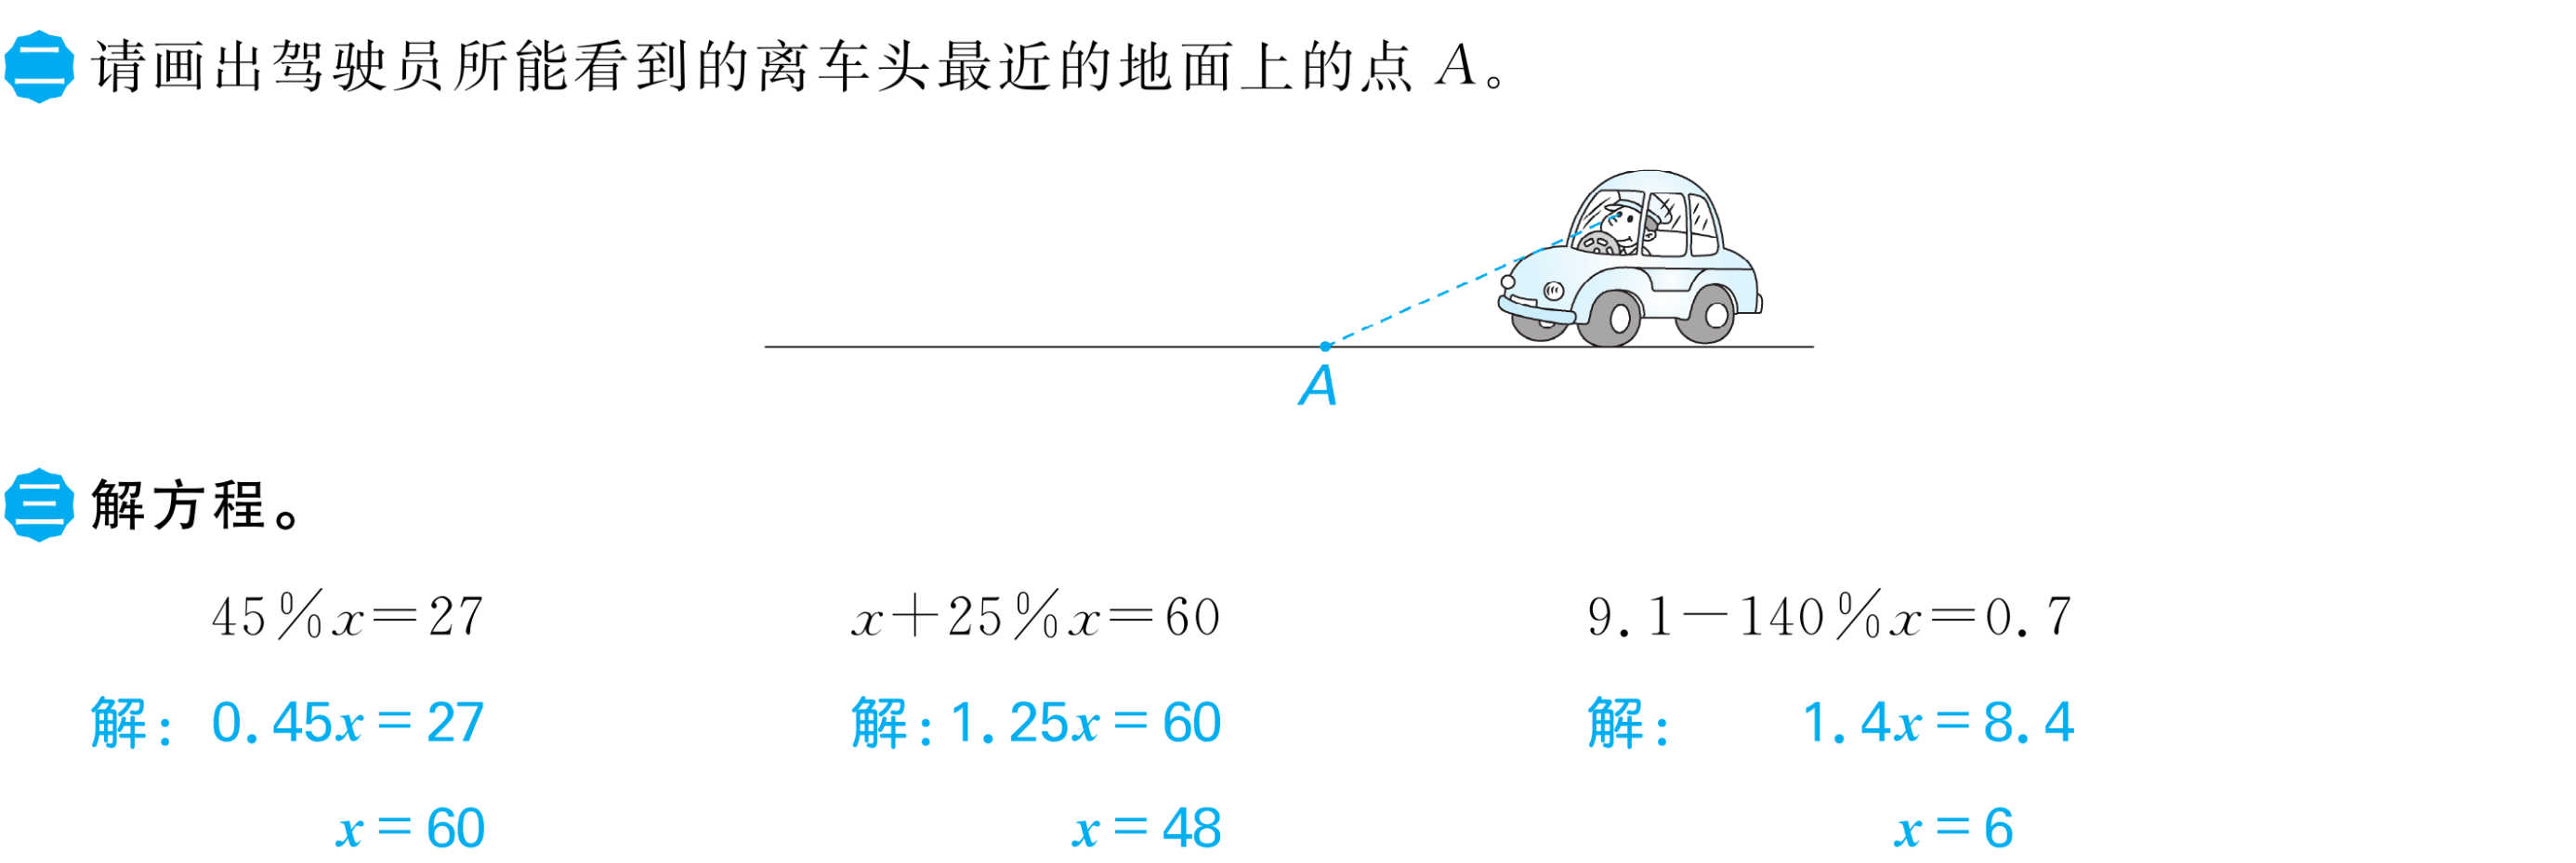 二 请画出驾驶员所能看到的离车头最近的地面上的点 A。
A
三 解方程。
45%x=27 x+25%x=60 9.1-140%x=0.7
解：0.45x=27 解：1.25x=60 解：1.4x=8.4
x=60 x=48 x=6